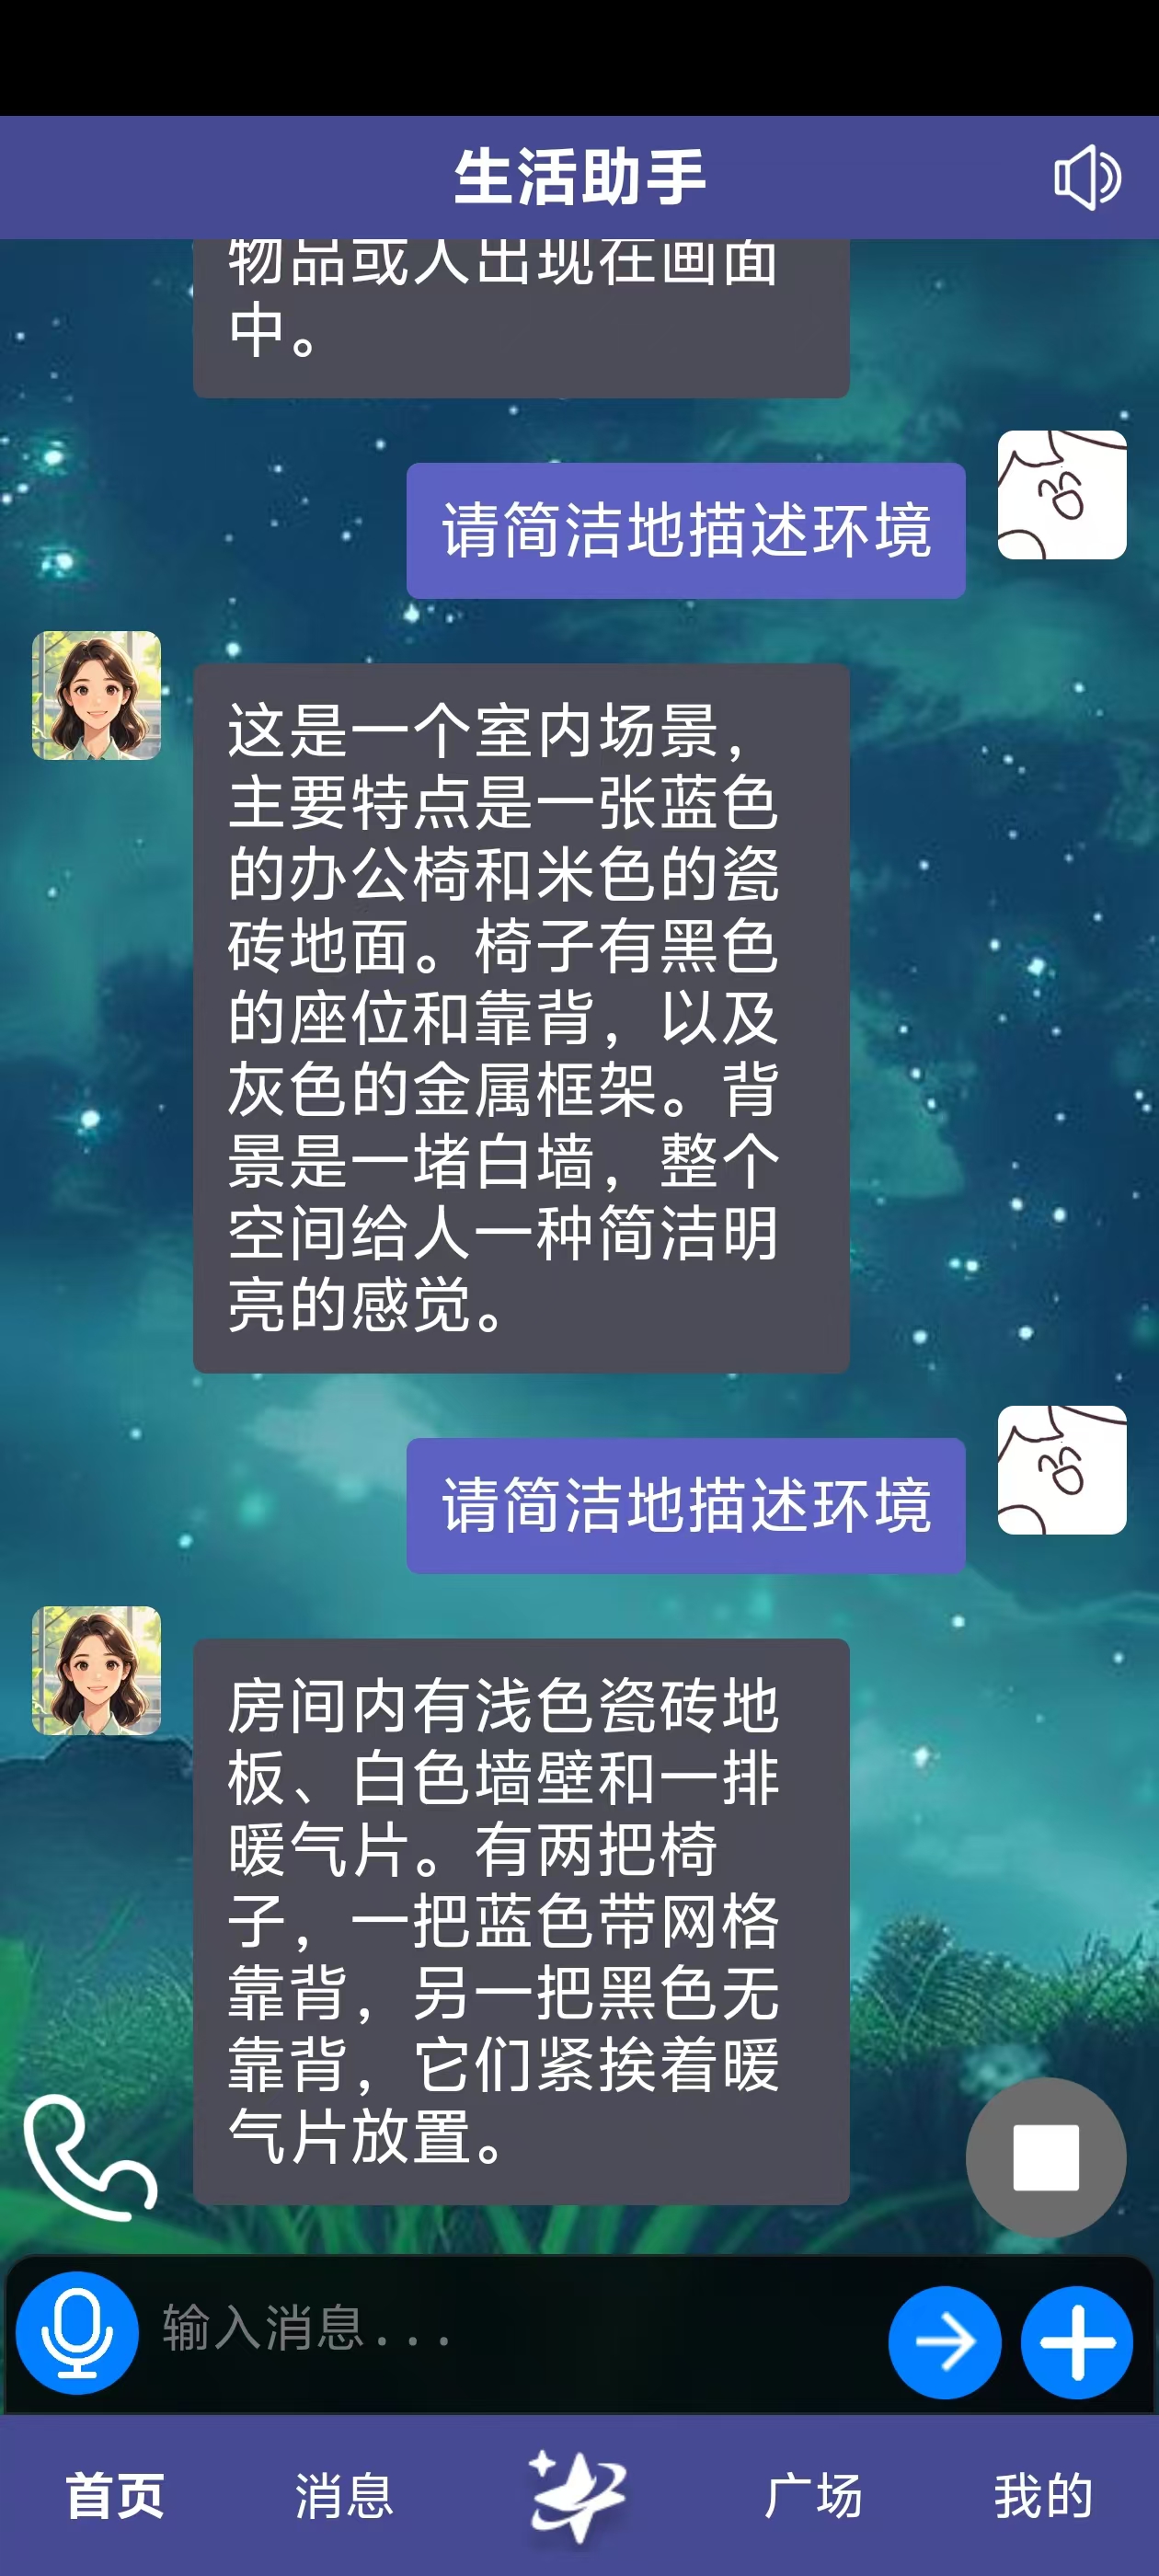 生活助手
物品或人出现在画面
中。
请简洁地描述环境
这是一个室内场景，
主要特点是一张蓝色
的办公椅和米色的瓷
砖地面。椅子有黑色
的座位和靠背，以及
灰色的金属框架。背
景是一堵白墙，整个
空间给人一种简洁明
亮的感觉。
请简洁地描述环境
房间内有浅色瓷砖地
板、白色墙壁和一排
暖气片。有两把椅
子，一把蓝色带网格
靠背，另一把黑色无
靠背，它们紧挨着暖
气片放置。
输入消息...
首页 消息 广场 我的